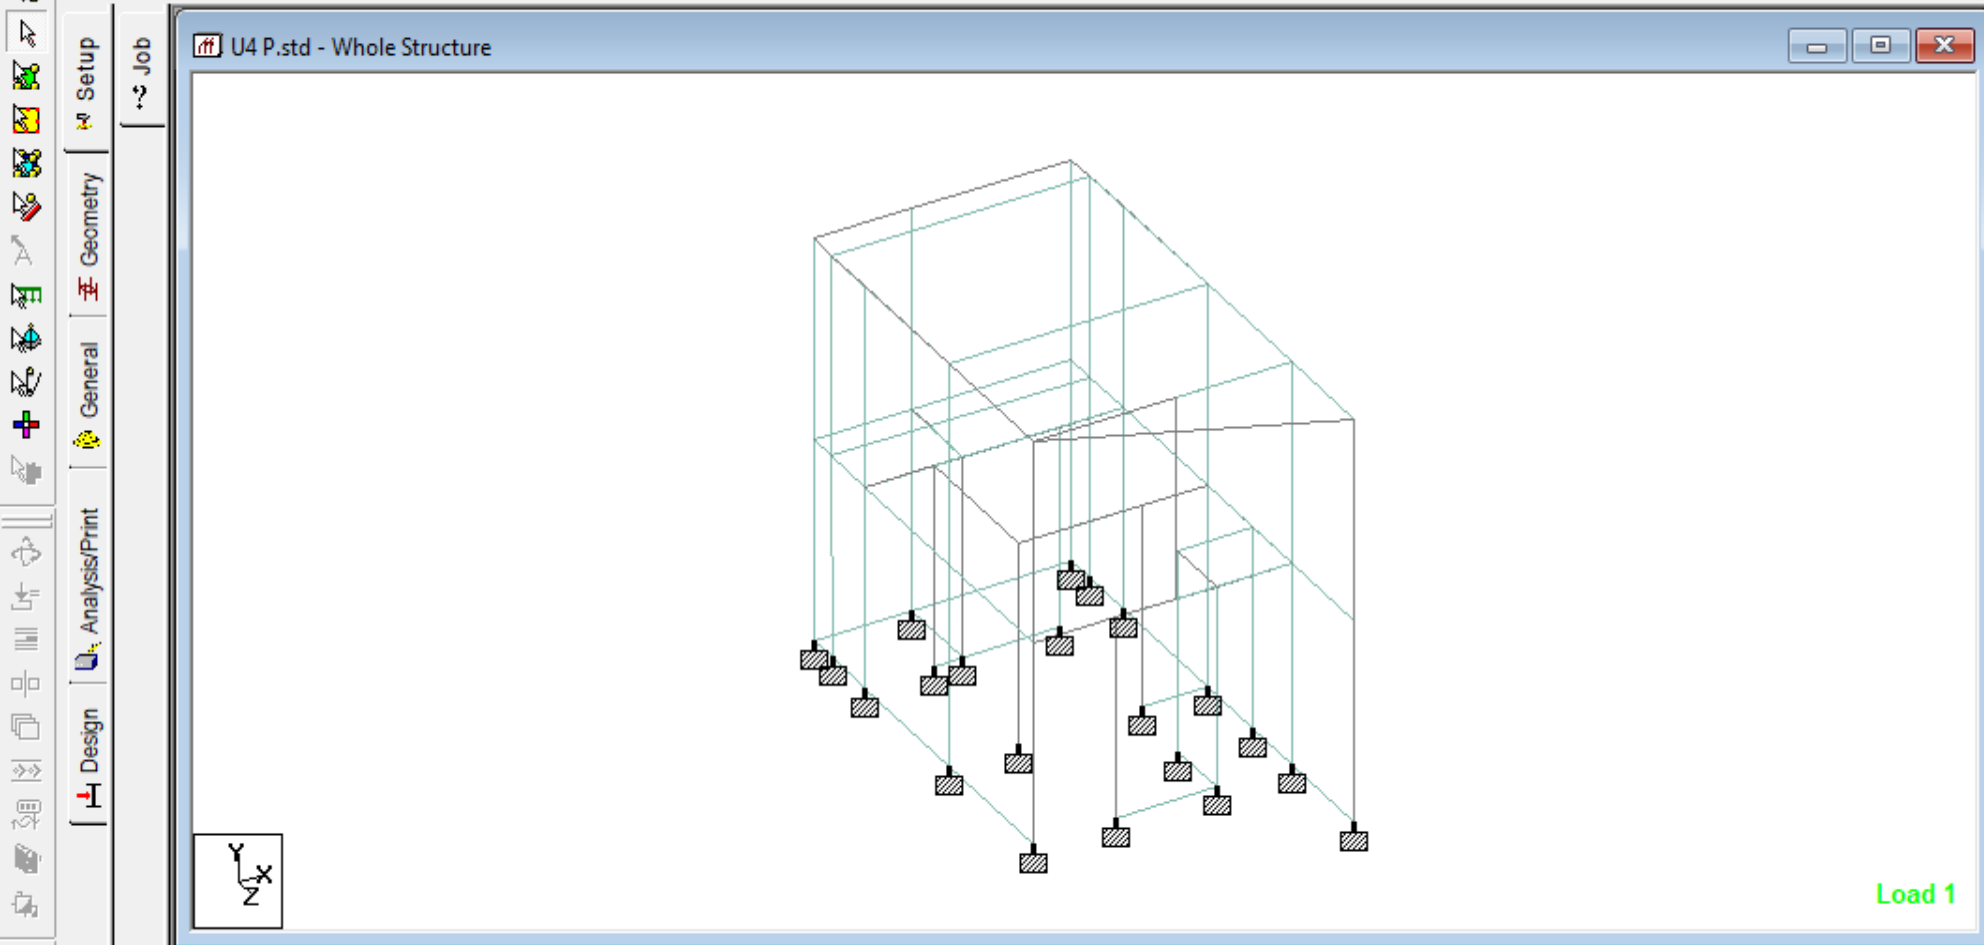 U4 P.std - Whole Structure
Setup
Geometry
General
Analysis/Print
Design
? Job
Y
X
Z
Load 1